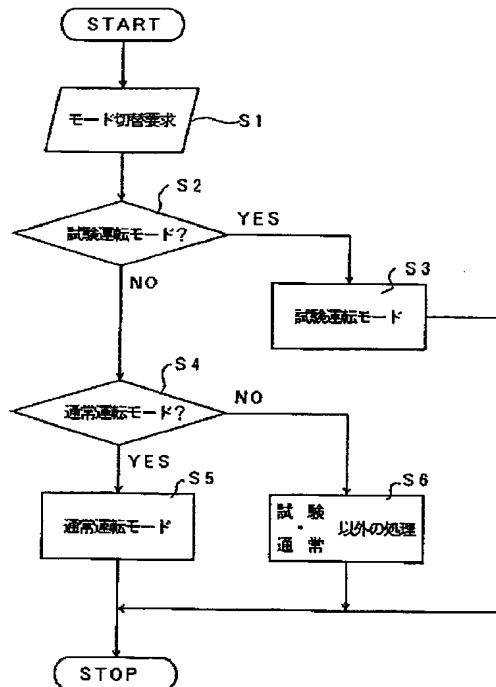 START
モード切替要求
S1
S2
試験運転モード?
YES
NO
S3
試験運転モード
S4
通常運転モード?
NO
YES
S5
通常運転モード
S6
試験・通常 以外の処理
STOP